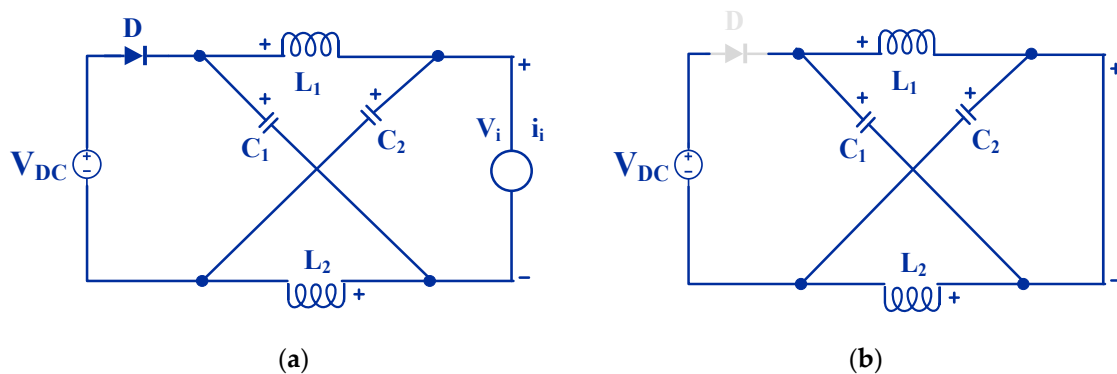 D
+
L₁
+
+
+
C₁
C₂
V_i
i_i
V_DC
+
−
L₂
+
−
(a)
D
+
L₁
+
+
+
C₁
C₂
V_DC
+
−
L₂
+
−
(b)